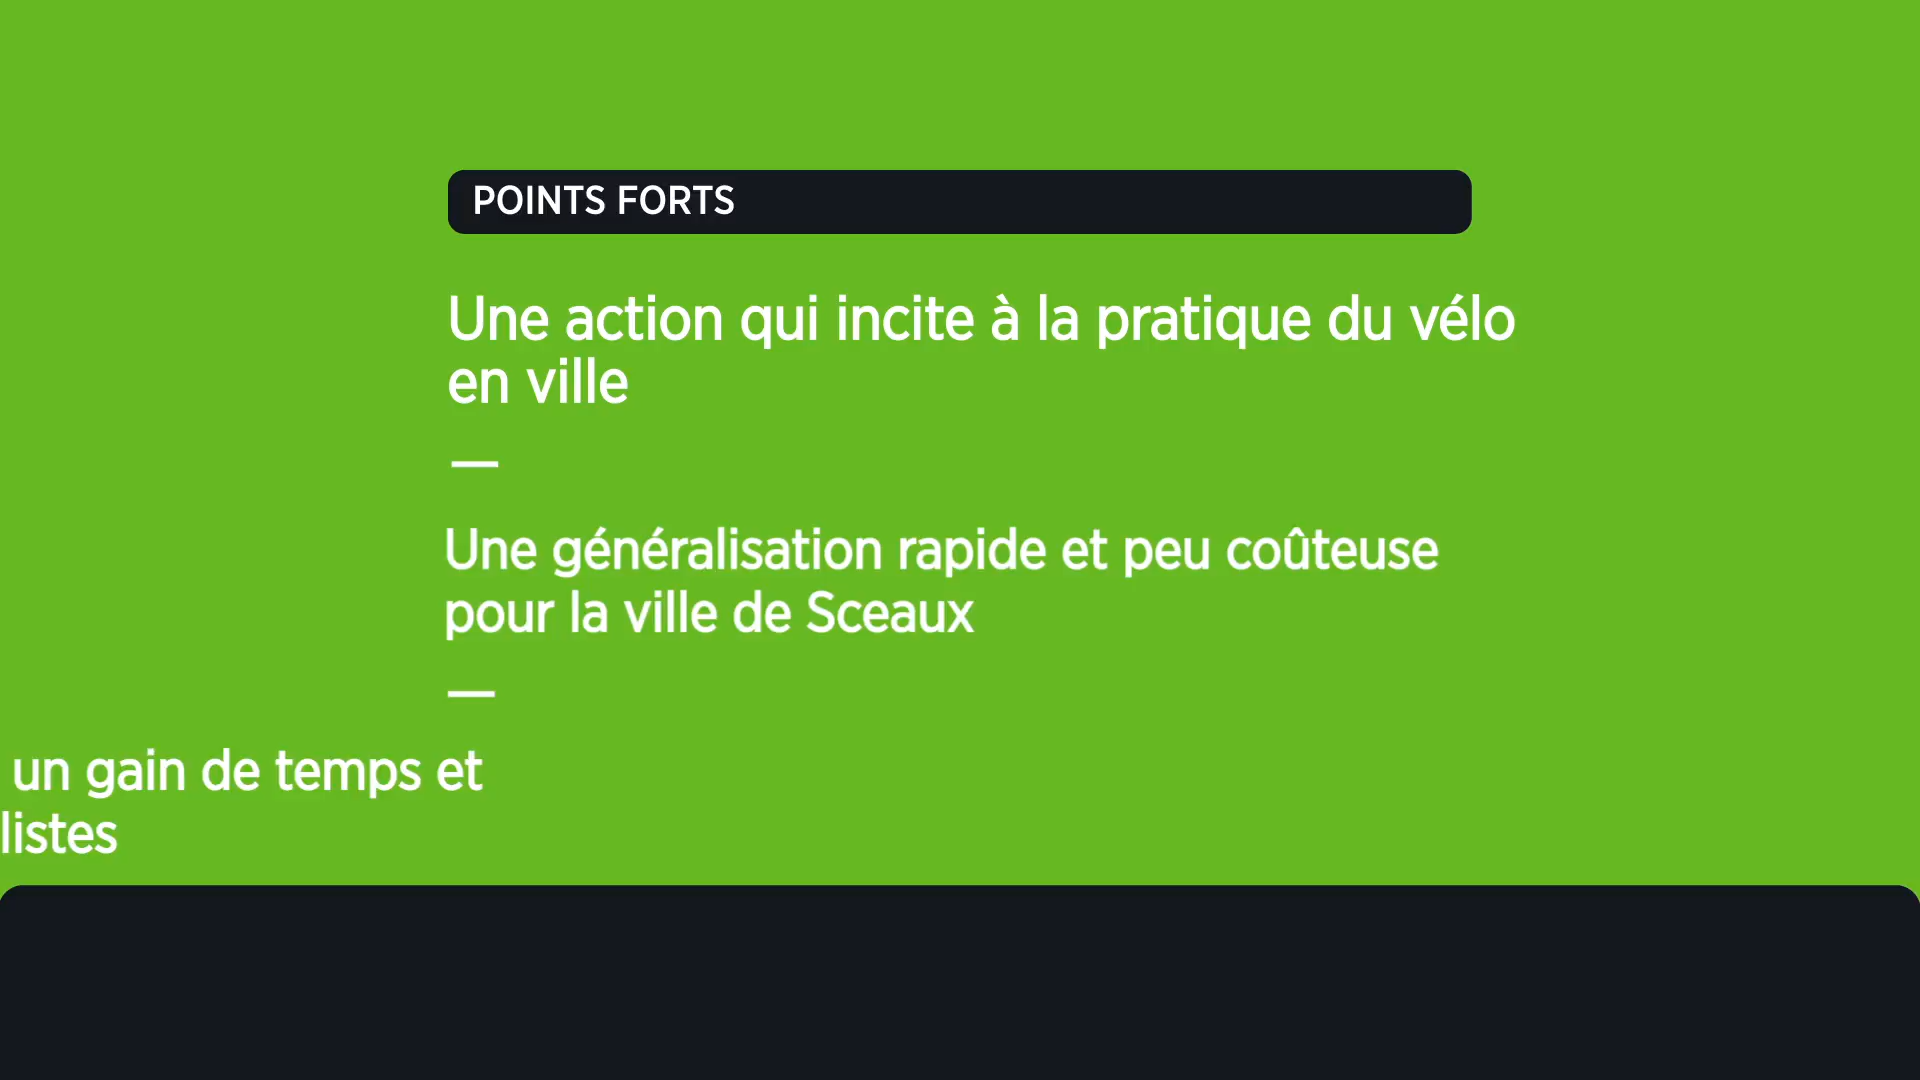 POINTS FORTS
Une action qui incite à la pratique du vélo
en ville
—
Une généralisation rapide et peu coûteuse
pour la ville de Sceaux
—
un gain de temps et
listes